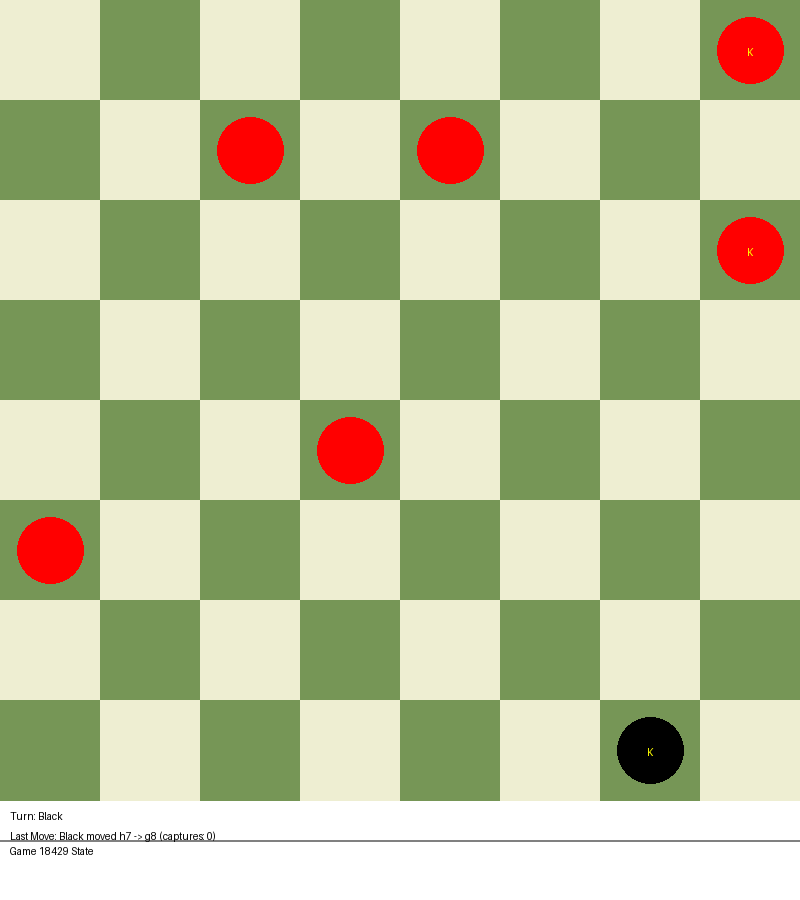 K
K
K
Turn: Black
Last Move: Black moved h7 -> g8 (captures: 0)
Game 18429 State